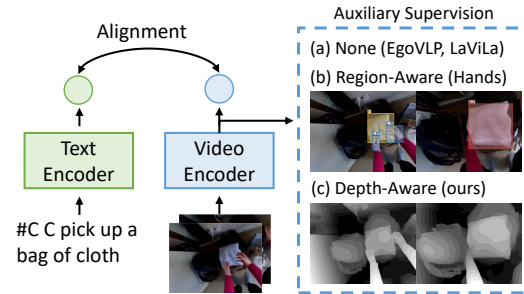 Auxiliary Supervision
Alignment
(a) None (EgoVLP, LaViLa)
(b) Region-Aware (Hands)
Text
Encoder
Video
Encoder
(c) Depth-Aware (ours)
#C C pick up a
bag of cloth